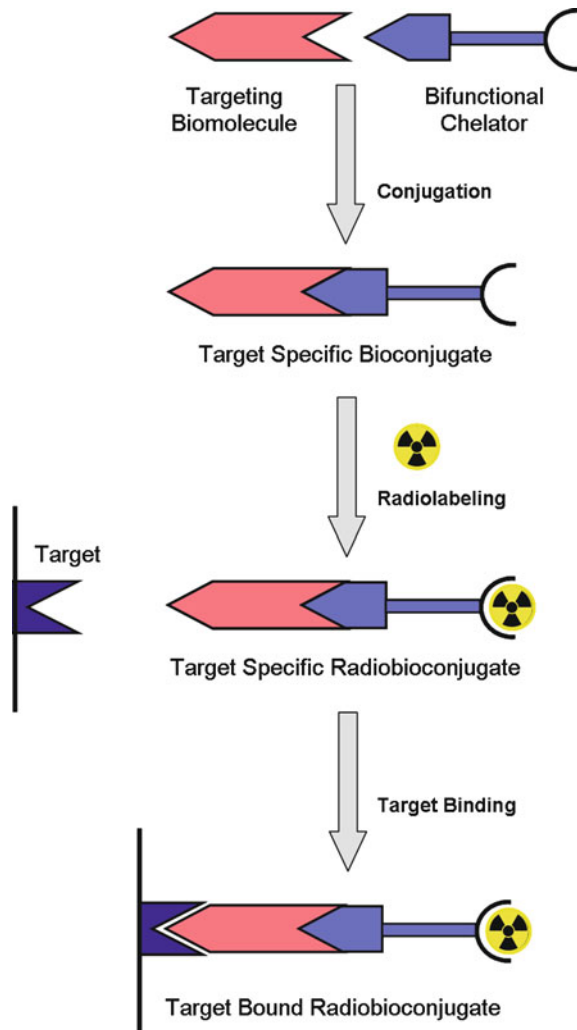 Targeting
Biomolecule
Bifunctional
Chelator
Conjugation
Target Specific Bioconjugate
Radiolabeling
Target
Target Specific Radiobioconjugate
Target Binding
Target Bound Radiobioconjugate